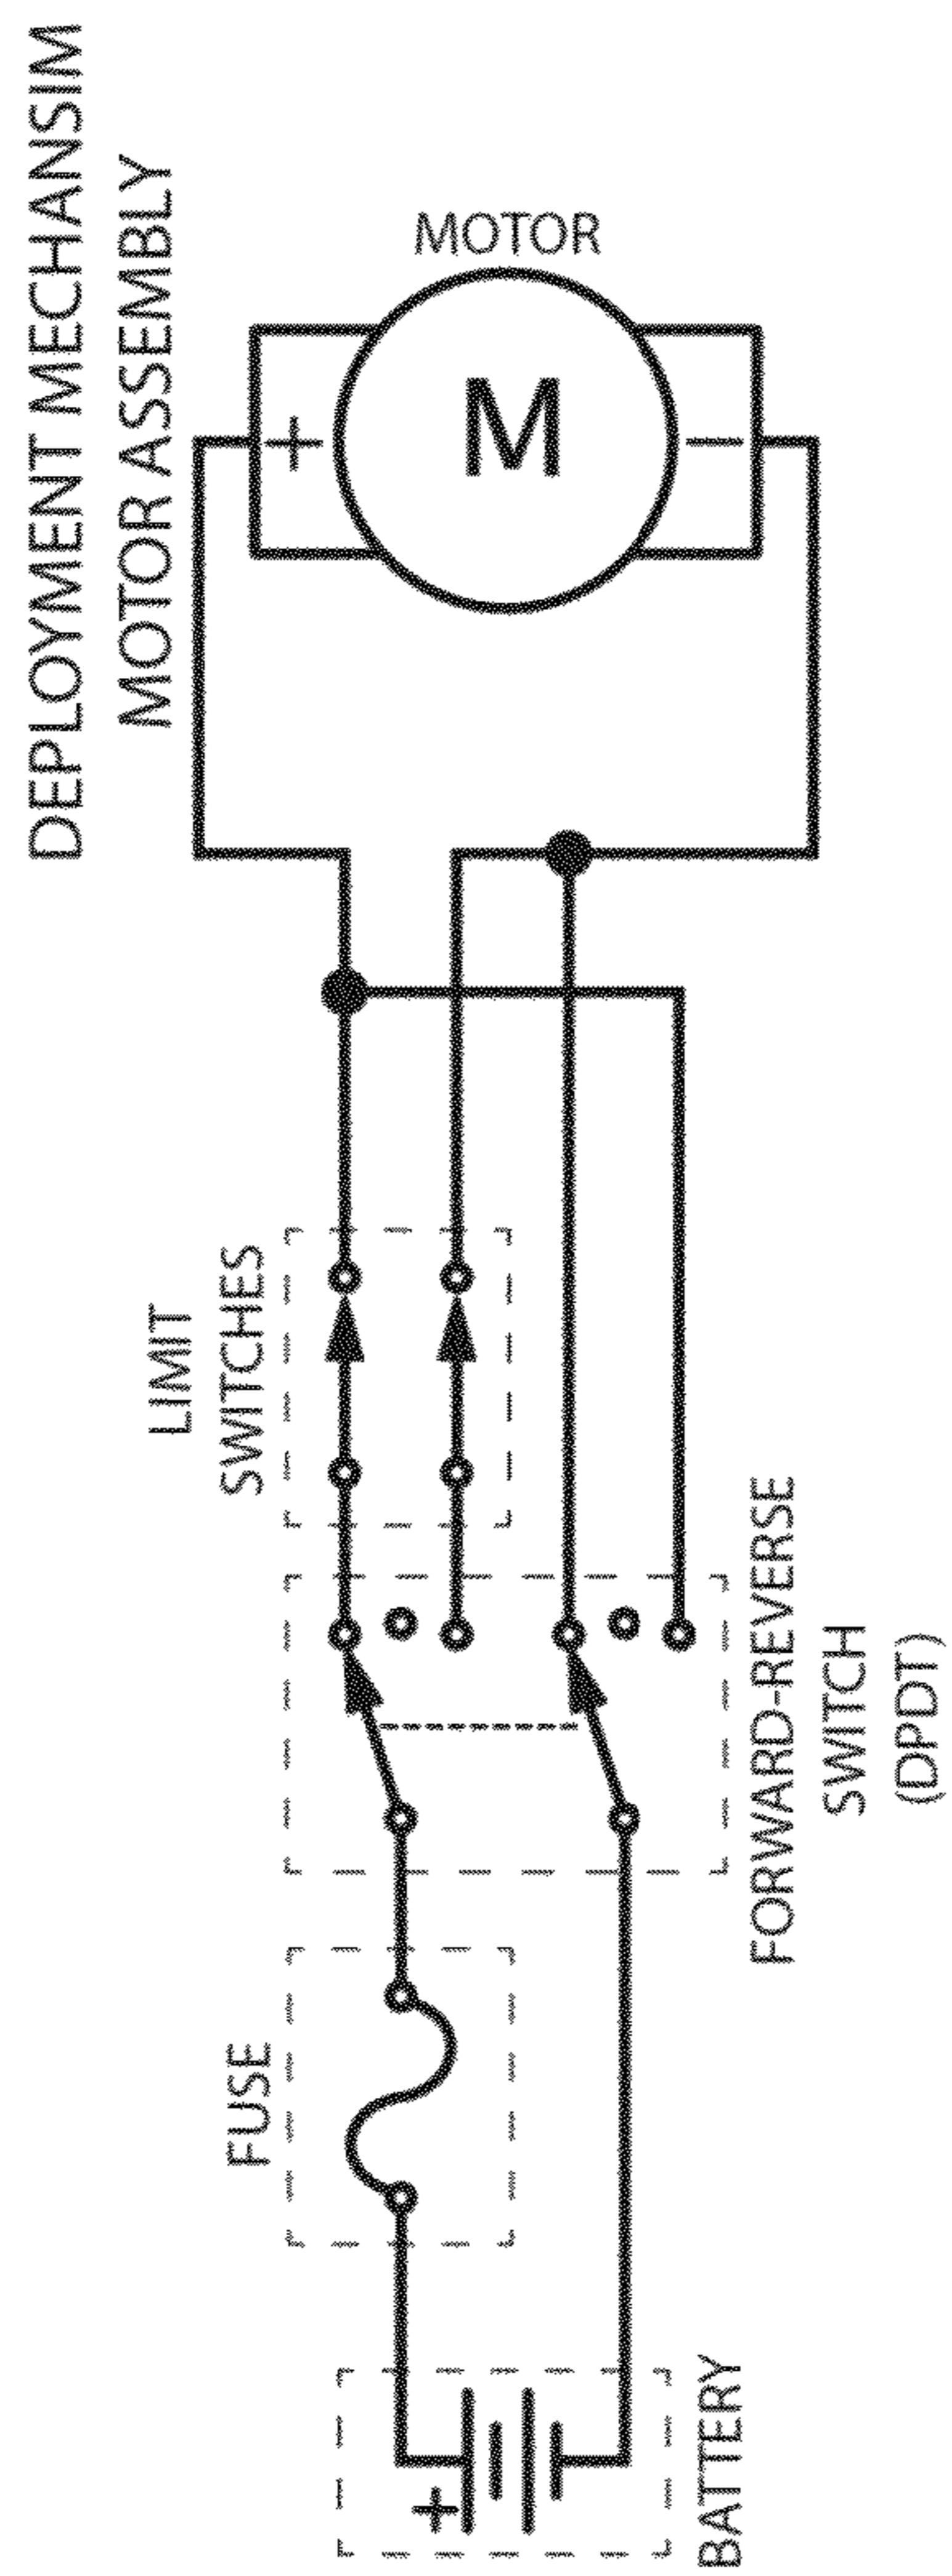 DEPLOYMENT MECHANSIM
MOTOR ASSEMBLY
MOTOR
+
M
−
LIMIT
SWITCHES
FORWARD-REVERSE
SWITCH
(DPDT)
FUSE
+
BATTERY